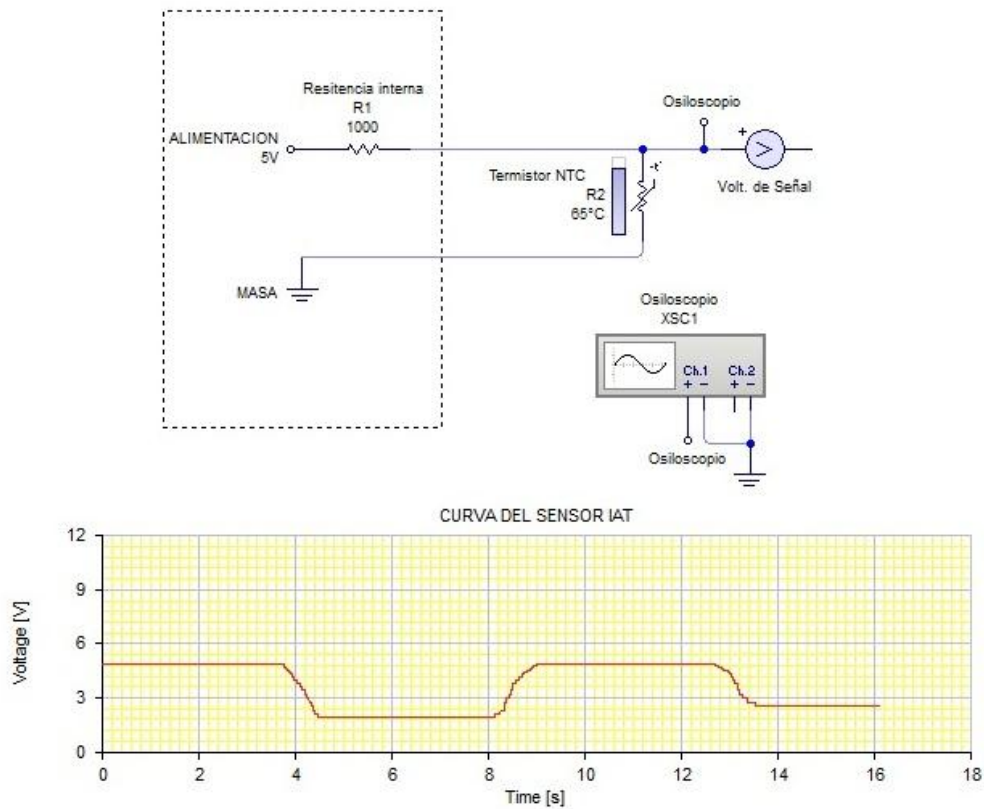 Resitencia interna
R1
1000
ALIMENTACION
5V
Osiloscopio
+
Volt. de Señal
Termistor NTC
R2
65°C
-t°
MASA
Osiloscopio
XSC1
Ch.1 Ch.2
+ − + −
Osiloscopio
CURVA DEL SENSOR IAT
Voltage [V]
12
9
6
3
0
0 2 4 6 8 10 12 14 16 18
Time [s]